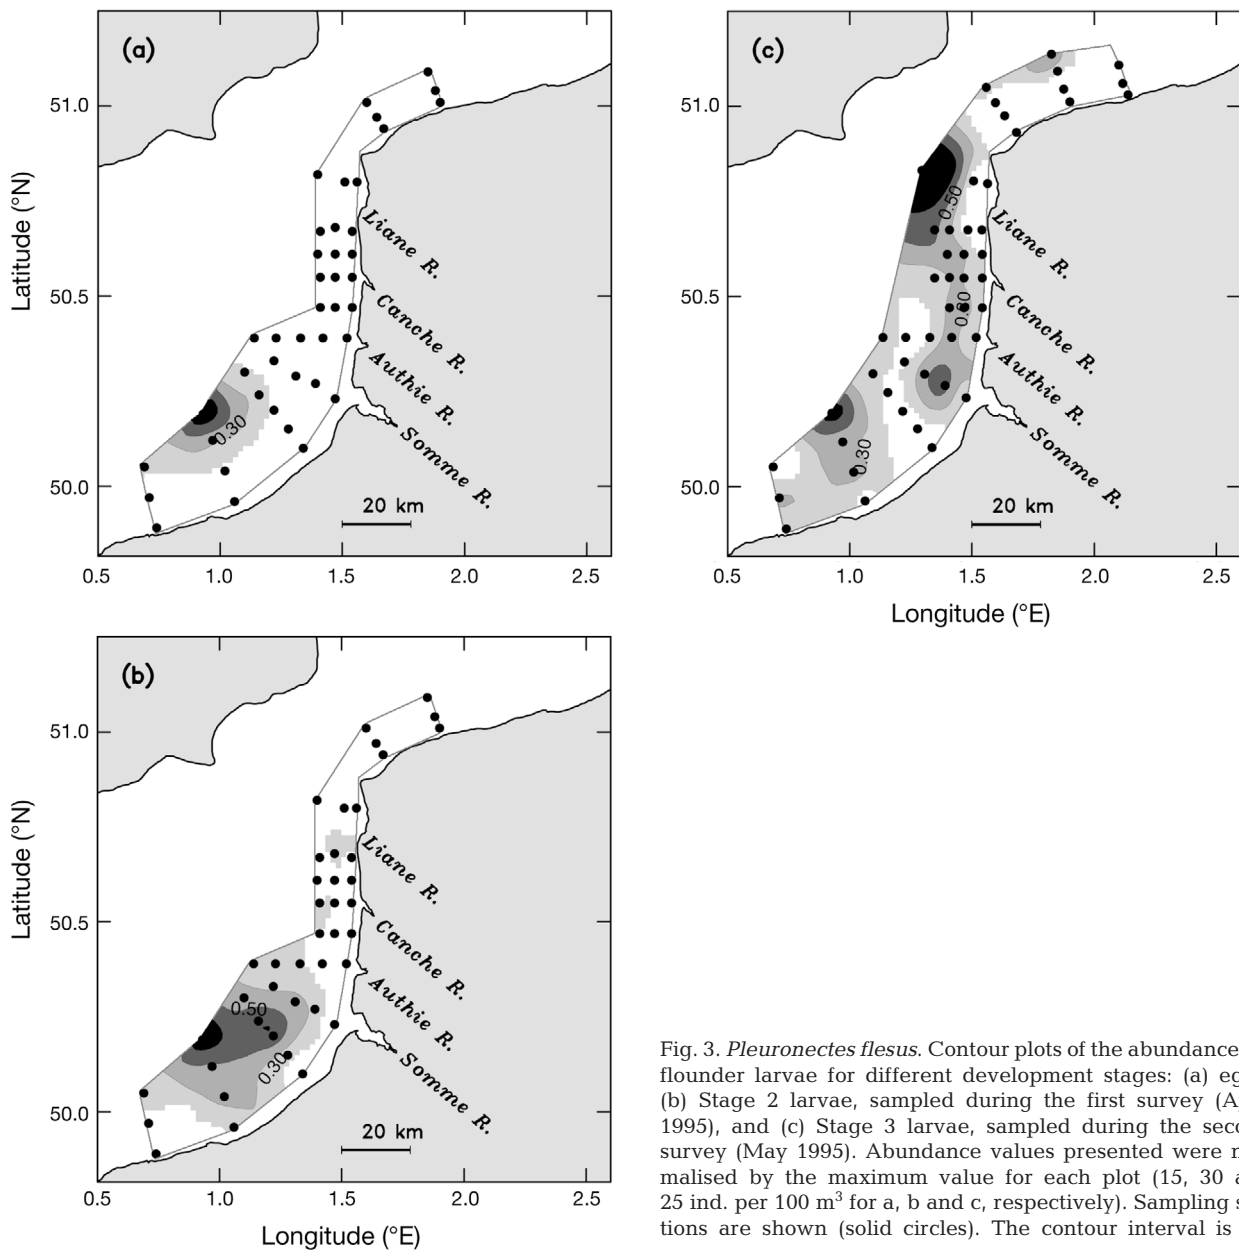 (a)
51.0
50.5
50.0
Latitude (°N)
Liane R.
Canche R.
Authie R.
Somme R.
0.30
20 km
0.5 1.0 1.5 2.0 2.5
(c)
51.0
50.5
50.0
Latitude (°N)
0.50
0.30
0.30
Liane R.
Canche R.
Authie R.
Somme R.
20 km
0.5 1.0 1.5 2.0 2.5
Longitude (°E)
(b)
51.0
50.5
50.0
Latitude (°N)
0.50
0.30
Liane R.
Canche R.
Authie R.
Somme R.
20 km
0.5 1.0 1.5 2.0 2.5
Longitude (°E)
Fig. 3. Pleuronectes flesus. Contour plots of the abundance
flounder larvae for different development stages: (a)
(b) Stage 2 larvae, sampled during the first survey
1995), and (c) Stage 3 larvae, sampled during the
survey (May 1995). Abundance values presented were
malised by the maximum value for each plot (15, 30
25 ind. per 100 m³ for a, b and c, respectively). Sampling
tions are shown (solid circles). The contour interval is